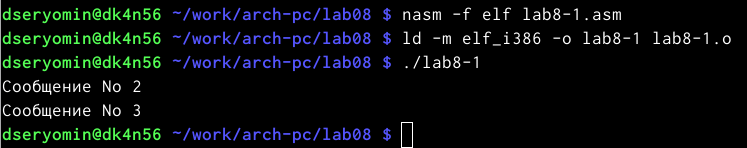 dseryomin@dk4n56 ~/work/arch-pc/lab08 $ nasm -f elf lab8-1.asm
dseryomin@dk4n56 ~/work/arch-pc/lab08 $ ld -m elf_i386 -o lab8-1 lab8-1.o
dseryomin@dk4n56 ~/work/arch-pc/lab08 $ ./lab8-1
Сообщение No 2
Сообщение No 3
dseryomin@dk4n56 ~/work/arch-pc/lab08 $